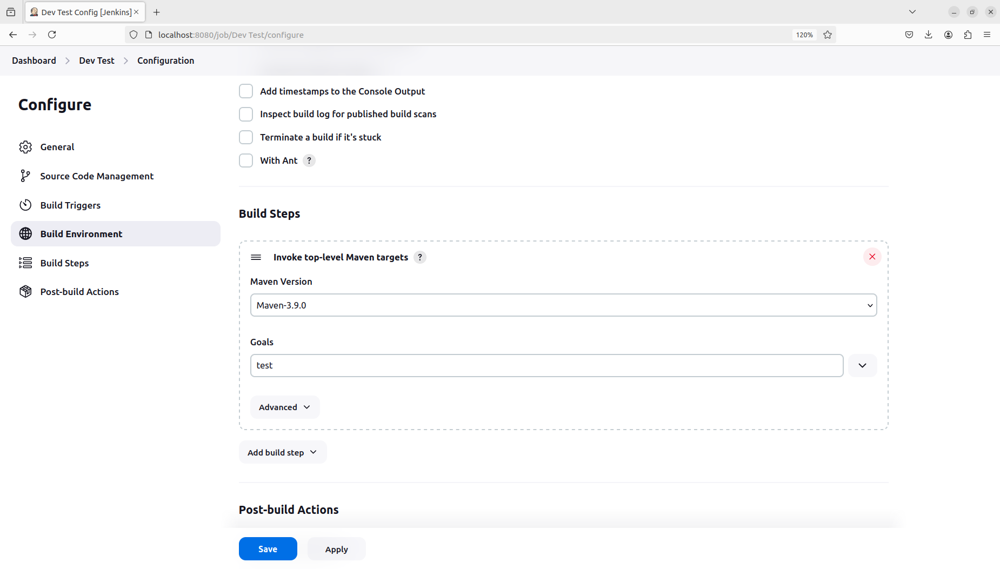 Dev Test Config [Jenkins]
localhost:8080/job/Dev Test/configure
120%
Dashboard
Dev Test
Configuration
Configure
General
Source Code Management
Build Triggers
Build Environment
Build Steps
Post-build Actions
Add timestamps to the Console Output
Inspect build log for published build scans
Terminate a build if it's stuck
With Ant ?
Build Steps
Invoke top-level Maven targets ?
Maven Version
Maven-3.9.0
Goals
test
Advanced
Add build step
Post-build Actions
Save
Apply